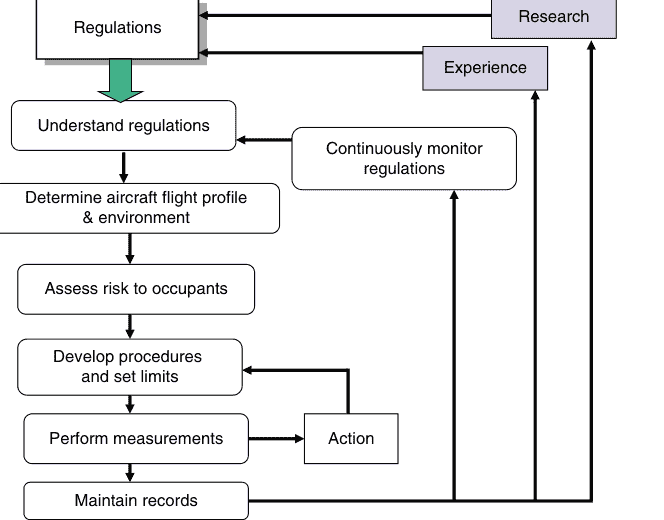 Regulations
Research
Experience
Understand regulations
Continuously monitor
regulations
Determine aircraft flight profile
& environment
Assess risk to occupants
Develop procedures
and set limits
Perform measurements
Action
Maintain records